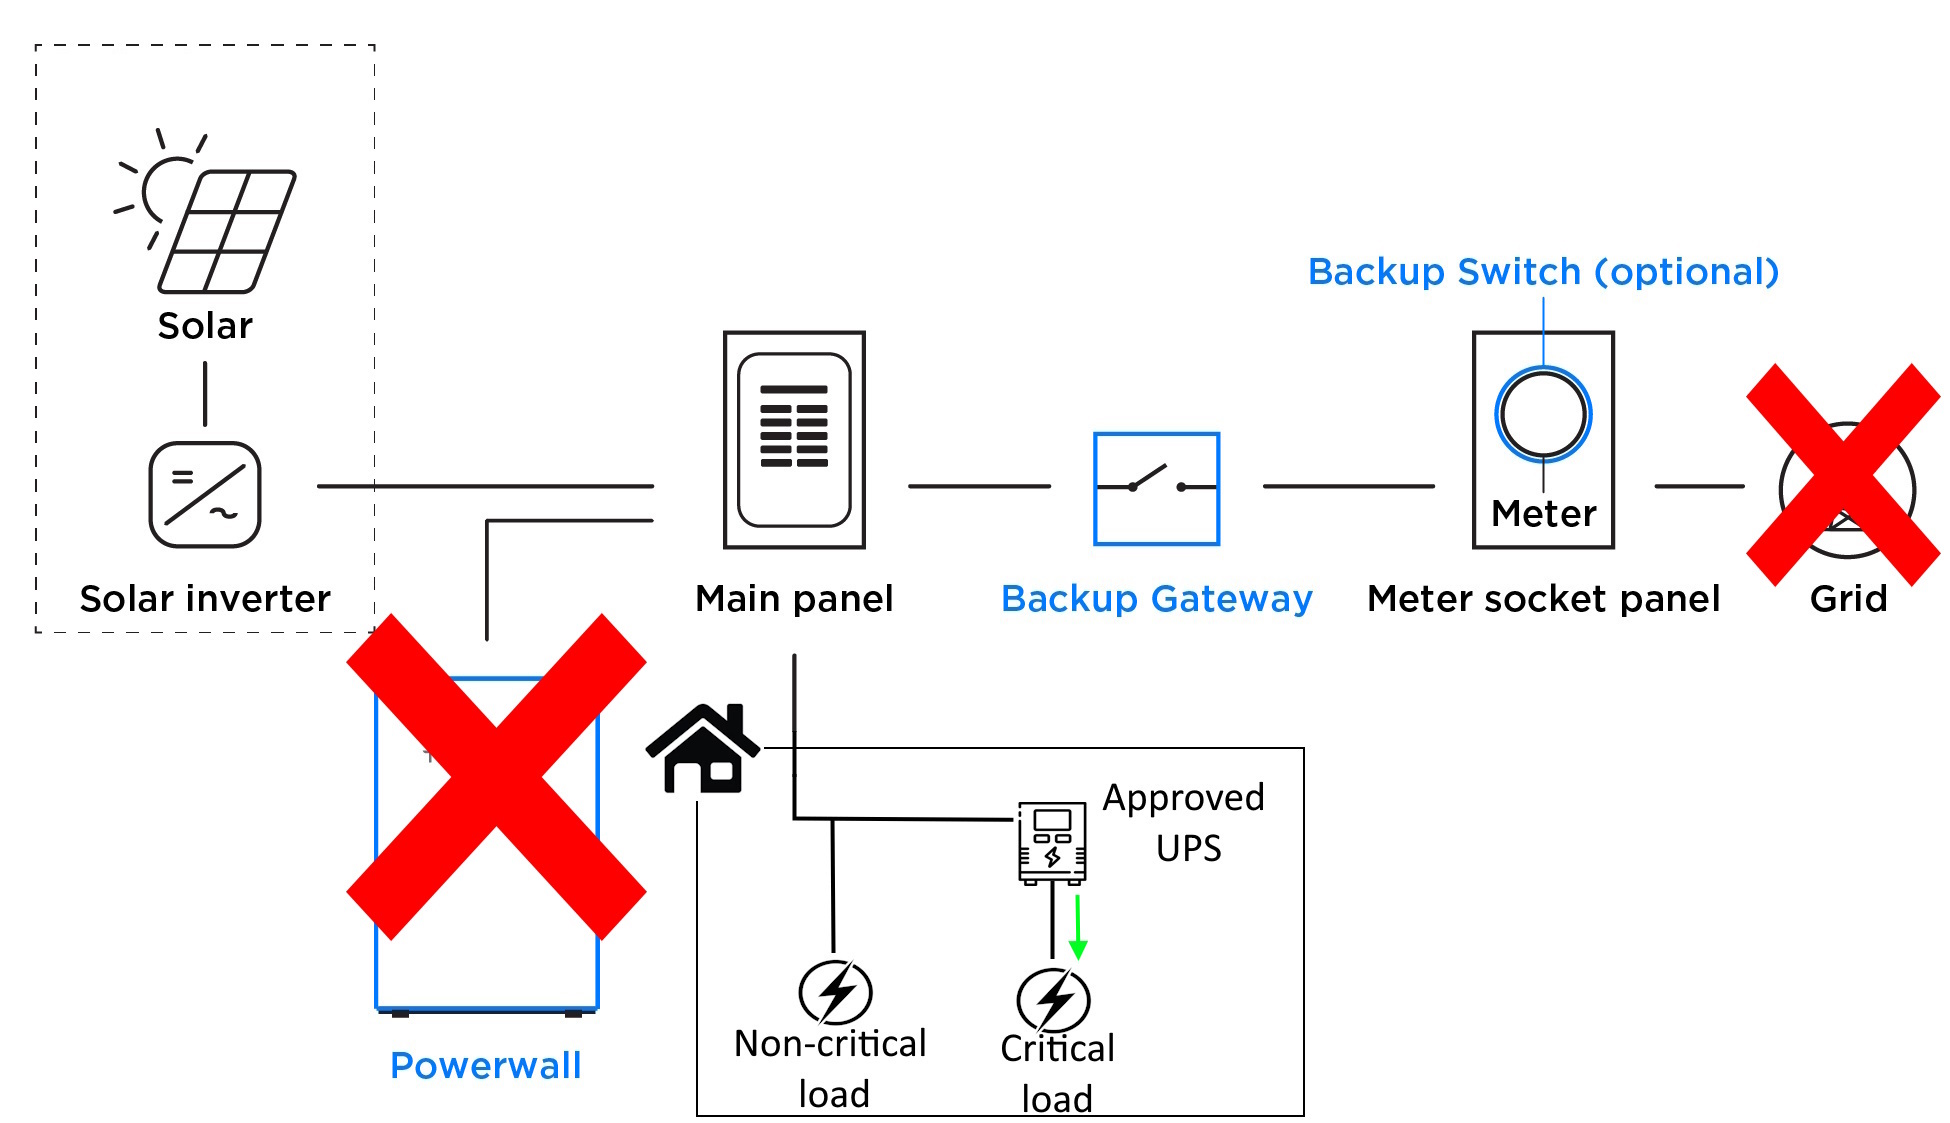 Backup Switch (optional)
Solar
Meter
Solar inverter
Main panel
Backup Gateway
Meter socket panel
Grid
Approved
UPS
Non-critical
load
Critical
load
Powerwall